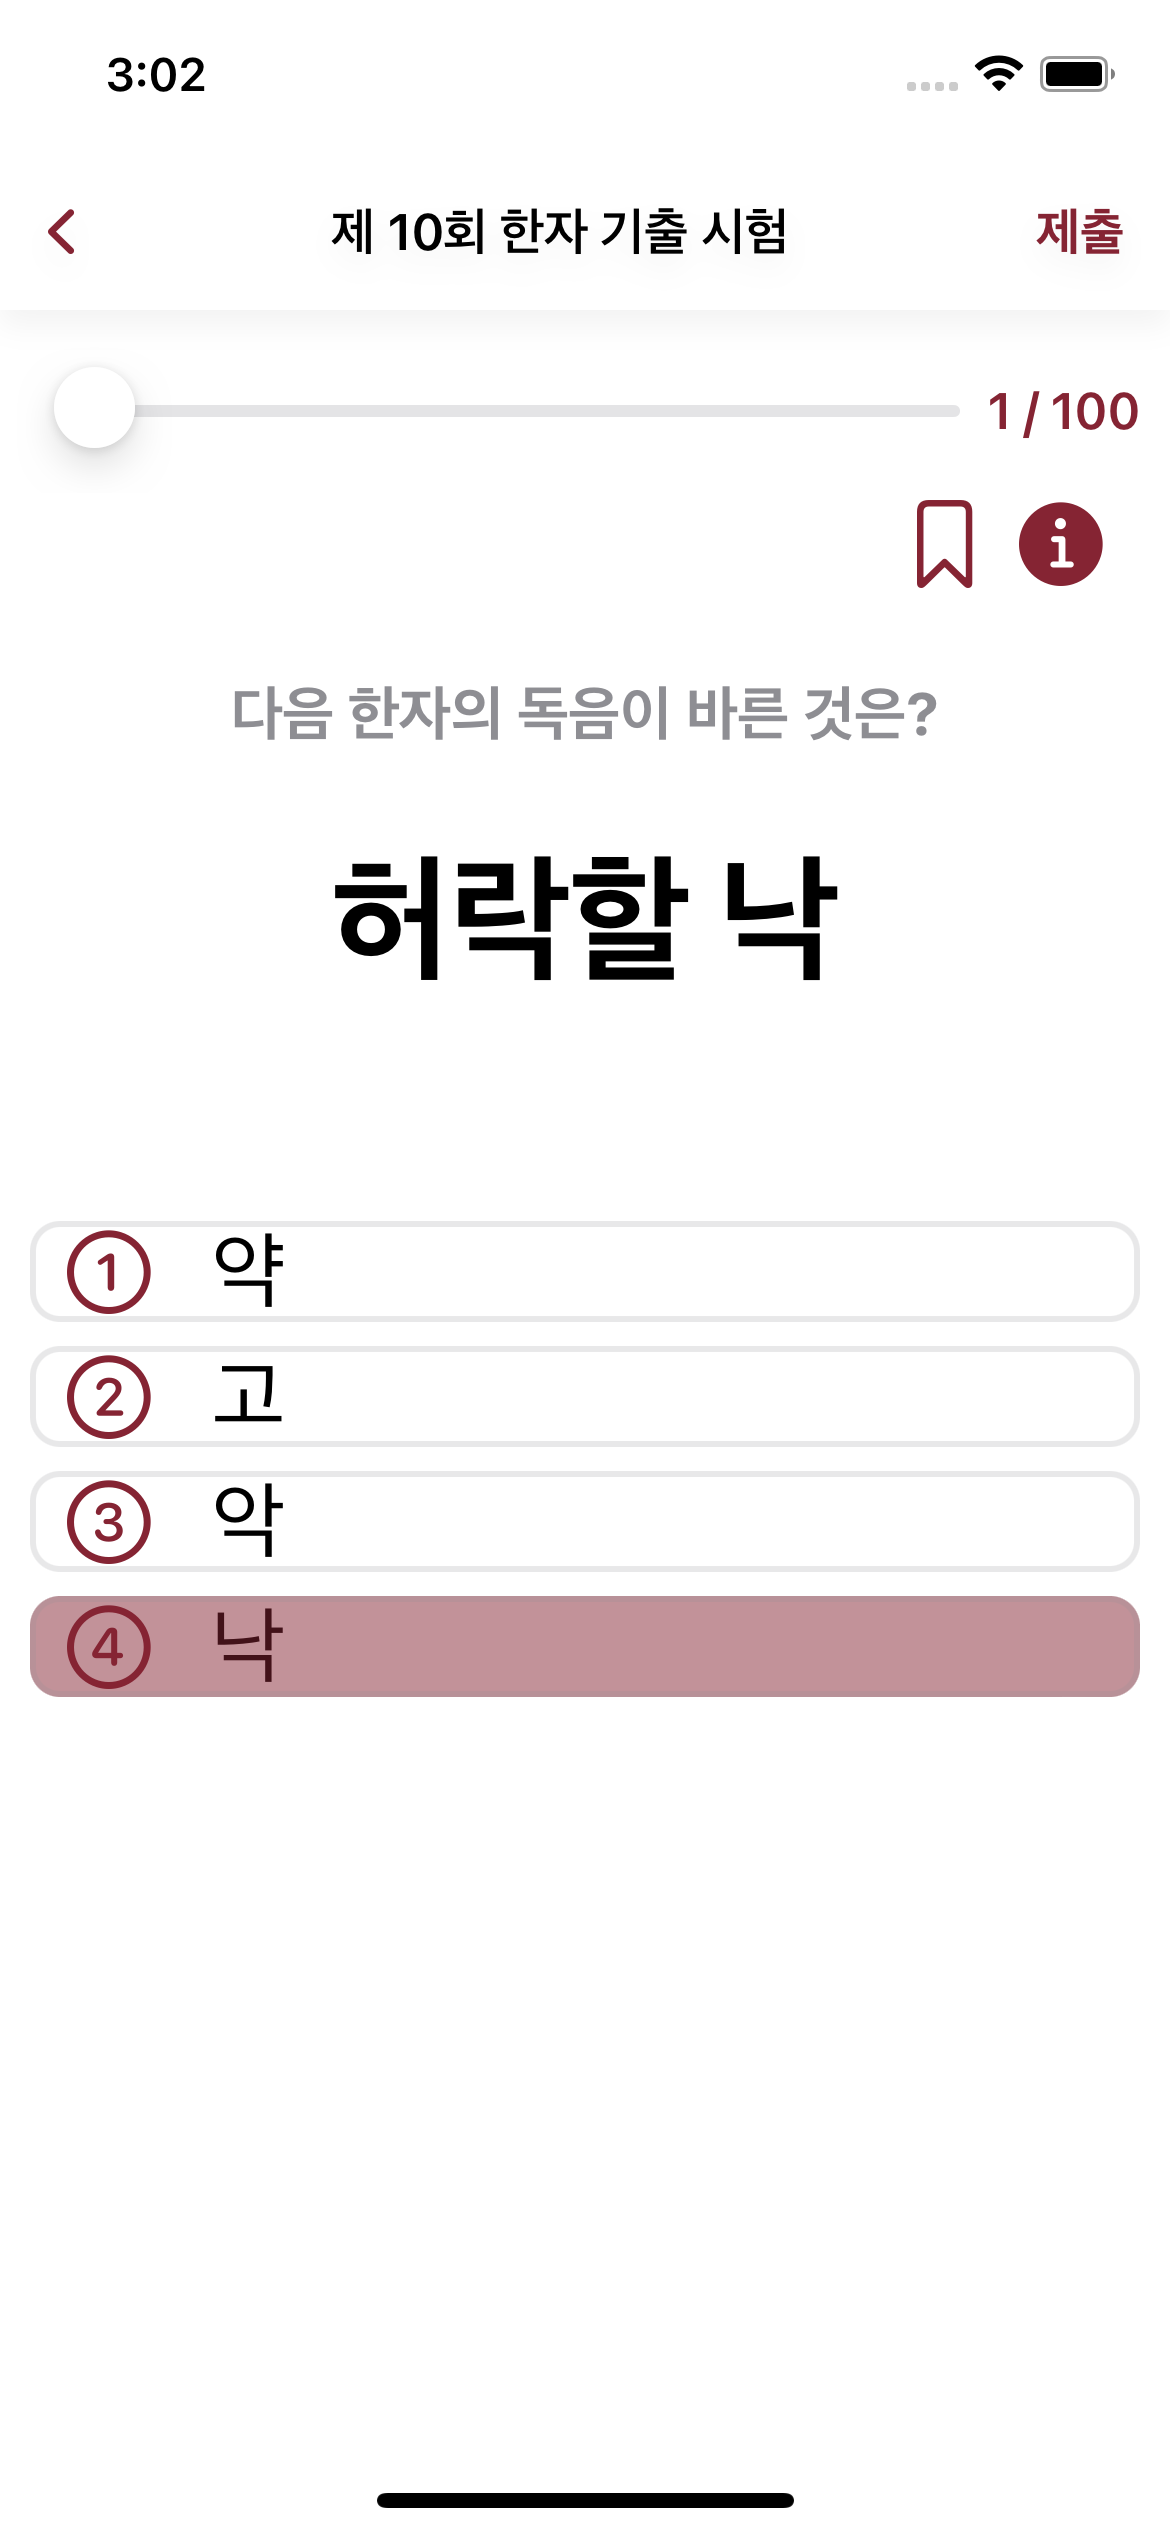 3:02
제 10회 한자 기출 시험
제출
1 / 100
다음 한자의 독음이 바른 것은?
허락할 낙
1 약
2 고
3 악
4 낙